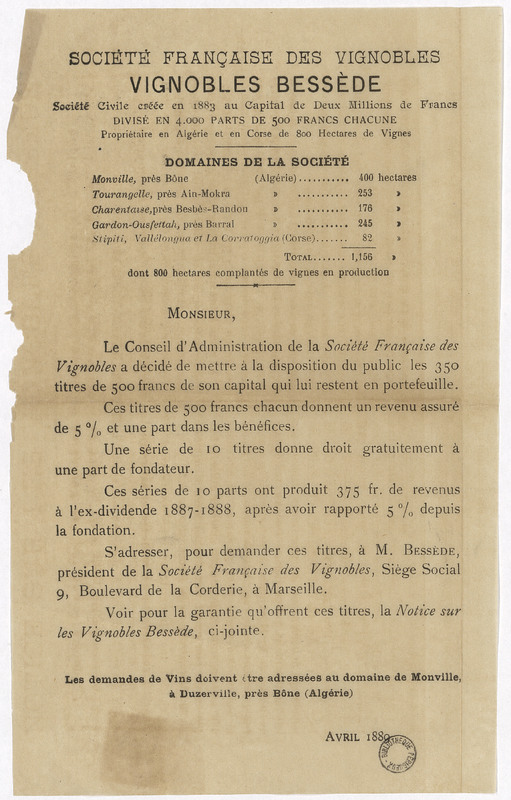 SOCIÉTÉ FRANÇAISE DES VIGNOBLES
VIGNOBLES BESSÈDE
Société Civile créée en 1883 au Capital de Deux Millions de Francs
DIVISÉ EN 4.000 PARTS DE 500 FRANCS CHACUNE
Propriétaire en Algérie et en Corse de 800 Hectares de Vignes
DOMAINES DE LA SOCIÉTÉ
Monville, près Bône (Algérie)........... 400 hectares
Tourangelle, près Ain-Mokra » ........... 253 »
Charentaise, près Besbès-Randon » ........... 176 »
Gardon-Ousfettah, près Barral » ........... 245 »
Stipiti, Vallélongua et La Corratoggia (Corse)....... 82 »
TOTAL....... 1,156 »
dont 800 hectares complantés de vignes en production
MONSIEUR,
Le Conseil d'Administration de la Société Française des
Vignobles a décidé de mettre à la disposition du public les 350
titres de 500 francs de son capital qui lui restent en portefeuille.
Ces titres de 500 francs chacun donnent un revenu assuré
de 5 % et une part dans les bénéfices.
Une série de 10 titres donne droit gratuitement à
une part de fondateur.
Ces séries de 10 parts ont produit 375 fr. de revenus
à l'ex-dividende 1887-1888, après avoir rapporté 5 % depuis
la fondation.
S'adresser, pour demander ces titres, à M. BESSÈDE,
président de la Société Française des Vignobles, Siège Social
9, Boulevard de la Corderie, à Marseille.
Voir pour la garantie qu'offrent ces titres, la Notice sur
les Vignobles Bessède, ci-jointe.
Les demandes de Vins doivent être adressées au domaine de Monville,
à Duzerville, près Bône (Algérie)
AVRIL 1889